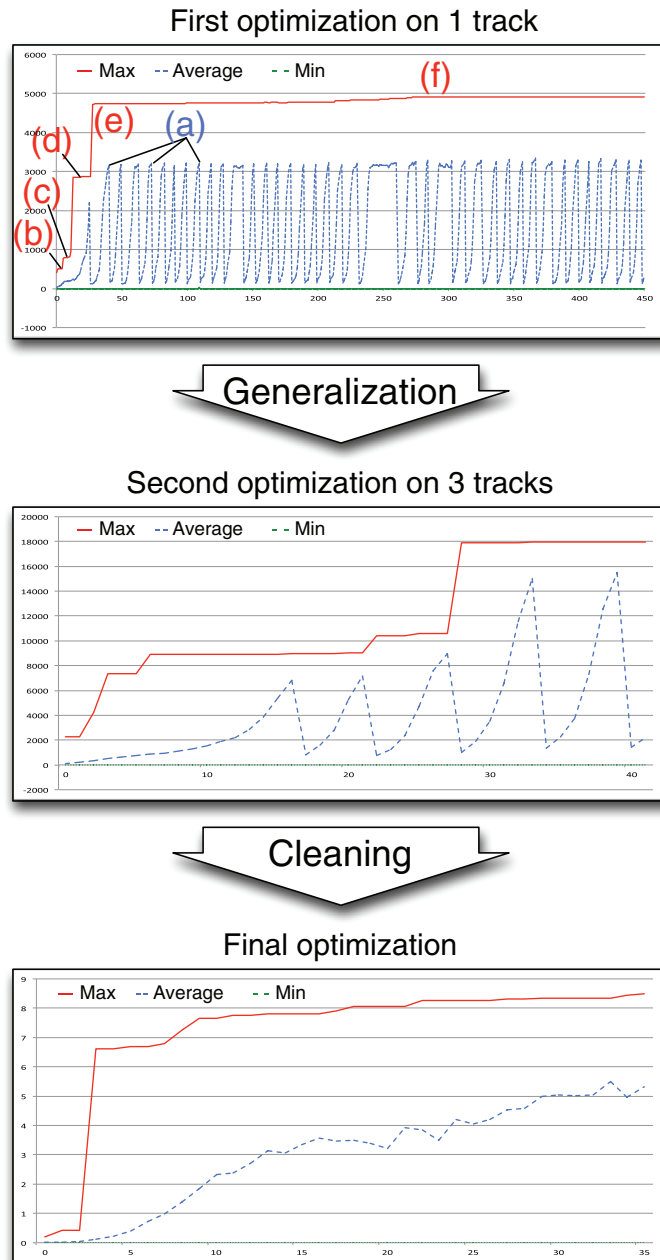 First optimization on 1 track
6000
Max Average Min
(f)
5000
(e)
(a)
4000
(d)
3000
(c)
2000
(b)
1000
0
0 50 100 150 200 250 300 350 400 450
-1000
Generalization
Second optimization on 3 tracks
20000
Max Average Min
18000
16000
14000
12000
10000
8000
6000
4000
2000
0
0 10 20 30 40
-2000
Cleaning
Final optimization
9
Max Average Min
8
7
6
5
4
3
2
1
0
0 5 10 15 20 25 30 35